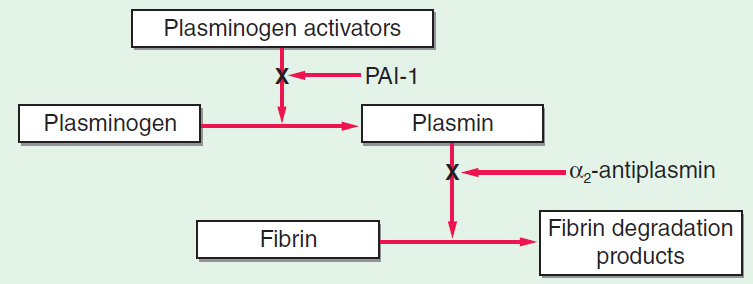 Plasminogen activators
X
PAI-1
Plasminogen
Plasmin
X
α₂-antiplasmin
Fibrin
Fibrin degradation
products